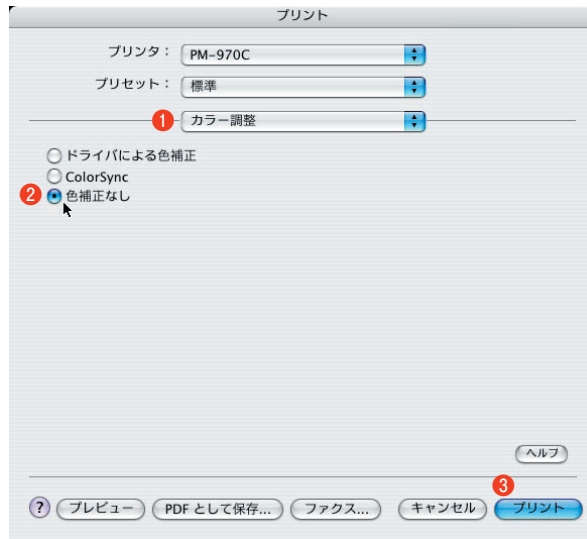 プリント
プリンタ： PM-970C
プリセット： 標準
1 カラー調整
ドライバによる色補正
ColorSync
2 色補正なし
ヘルプ
3
? プレビュー PDF として保存... ファクス... キャンセル プリント